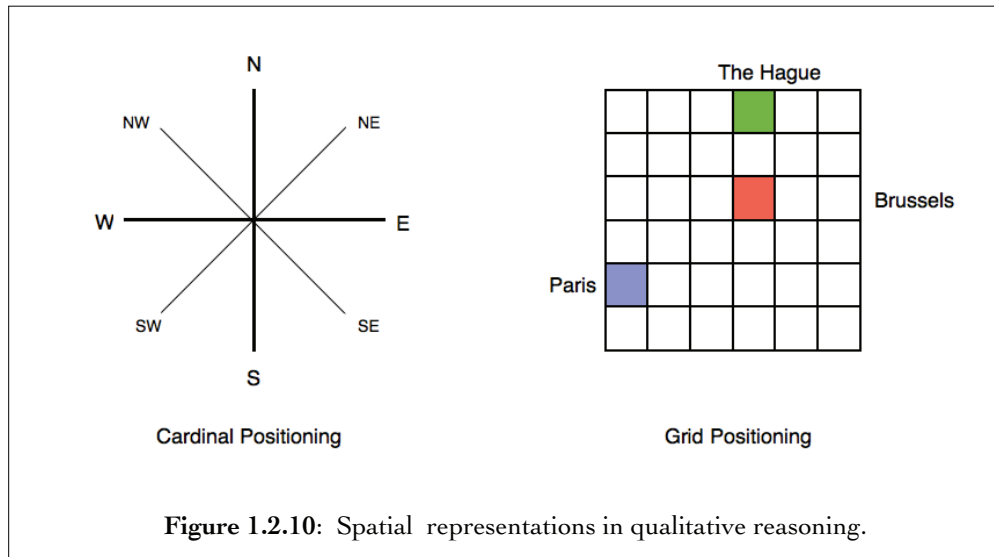 N
NW
NE
W
E
SW
SE
S
Cardinal Positioning
The Hague
Brussels
Paris
Grid Positioning
Figure 1.2.10: Spatial representations in qualitative reasoning.